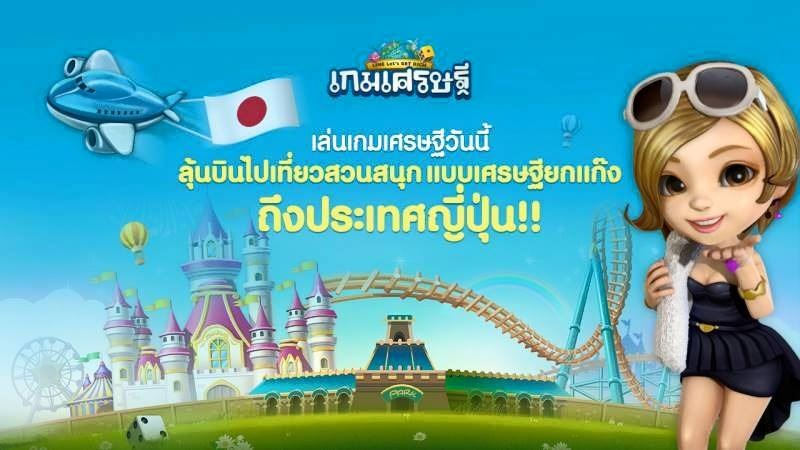 LINE Let's GET RICH
เกมเศรษฐี
เล่นเกมเศรษฐีวันนี้
ลุ้นบินไปเที่ยวสวนสนุก แบบเศรษฐียกแก๊ง
ถึงประเทศญี่ปุ่น!!
PARK